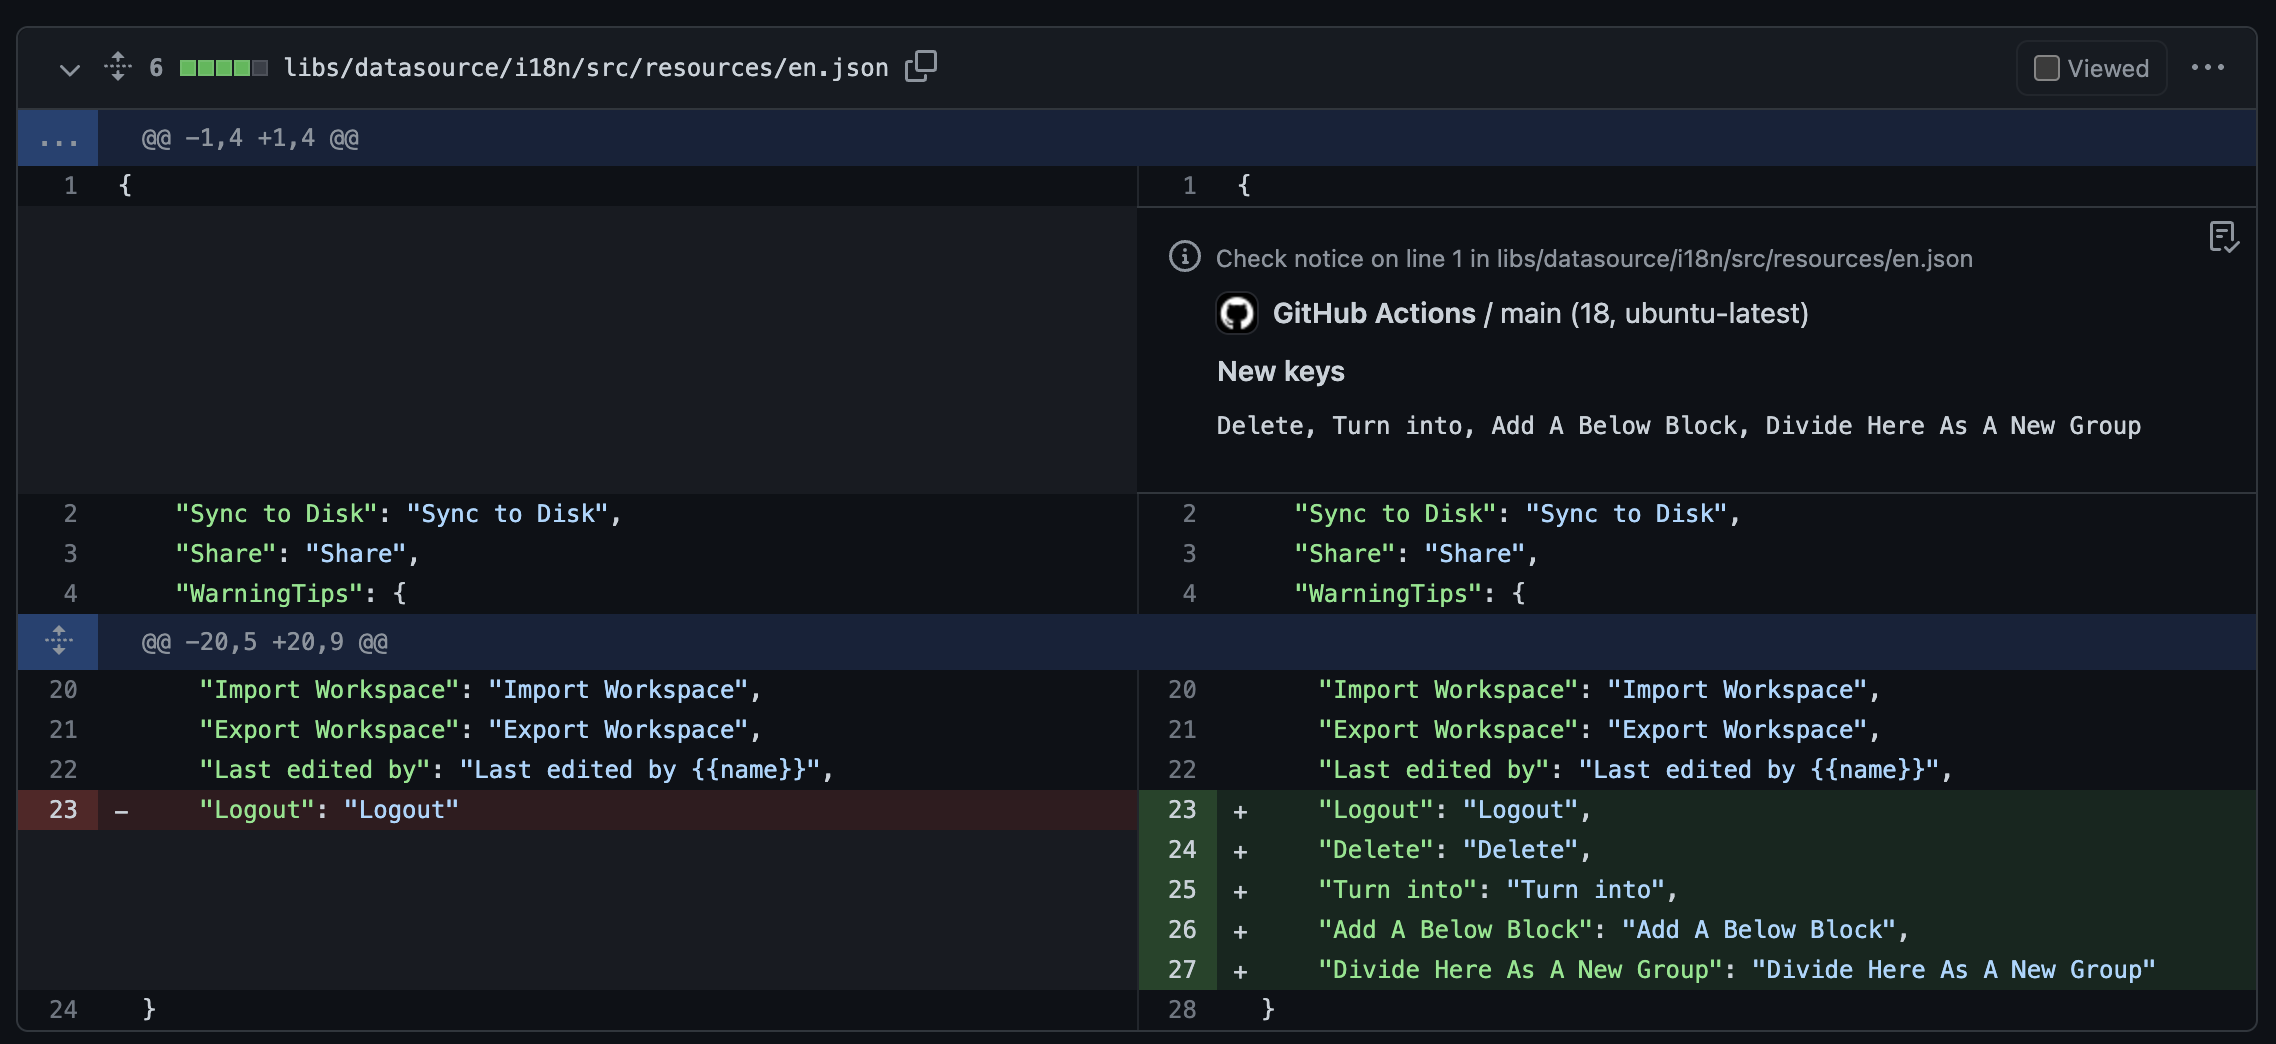 6 libs/datasource/i18n/src/resources/en.json Viewed
... @@ -1,4 +1,4 @@
1 {
1 {
Check notice on line 1 in libs/datasource/i18n/src/resources/en.json
GitHub Actions / main (18, ubuntu-latest)
New keys
Delete, Turn into, Add A Below Block, Divide Here As A New Group
2 "Sync to Disk": "Sync to Disk",
3 "Share": "Share",
4 "WarningTips": {
2 "Sync to Disk": "Sync to Disk",
3 "Share": "Share",
4 "WarningTips": {
@@ -20,5 +20,9 @@
20 "Import Workspace": "Import Workspace",
21 "Export Workspace": "Export Workspace",
22 "Last edited by": "Last edited by {{name}}",
23 - "Logout": "Logout"
24 }
20 "Import Workspace": "Import Workspace",
21 "Export Workspace": "Export Workspace",
22 "Last edited by": "Last edited by {{name}}",
23 + "Logout": "Logout",
24 + "Delete": "Delete",
25 + "Turn into": "Turn into",
26 + "Add A Below Block": "Add A Below Block",
27 + "Divide Here As A New Group": "Divide Here As A New Group"
28 }